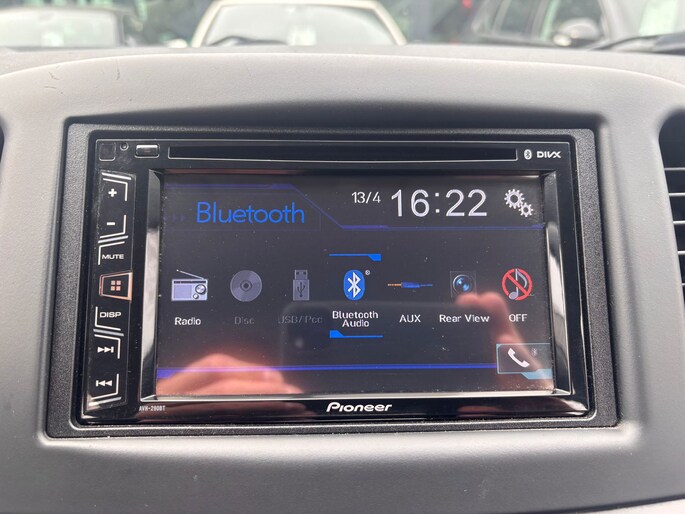 DIVX
13/4 16:22
Bluetooth
MUTE
DISP
Radio
Disc
USB/iPod
Bluetooth
Audio
®
AUX
Rear View
OFF
AVH-290BT
Pioneer